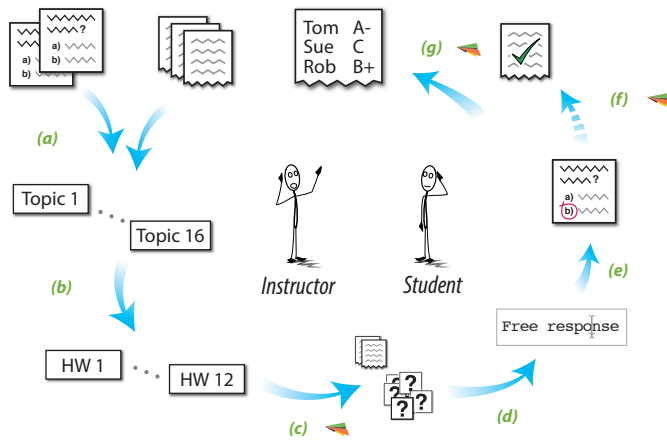 ?
a)
b)
?
a)
b)
Tom A-
Sue C
Rob B+
(g)
(f)
(a)
Topic 1
Topic 16
?
a)
b)
(b)
Instructor
Student
(e)
Free response
HW 1
HW 12
? ? ? ? ?
(c)
(d)